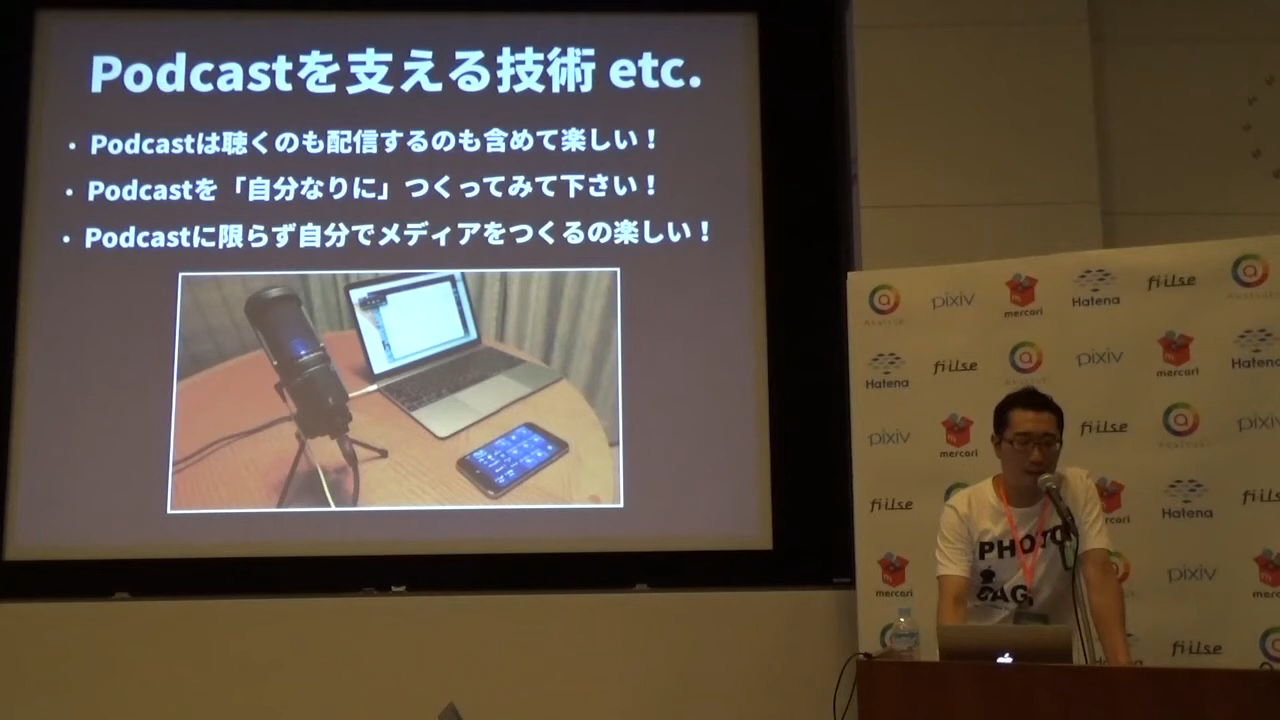 Podcastを支える技術 etc.
・Podcastは聴くのも配信するのも含めて楽しい！
・Podcastを「自分なりに」つくってみて下さい！
・Podcastに限らず自分でメディアをつくるの楽しい！
pixiv
mercari
Hatena
fiilse
Hatena
fiilse
pixiv
mercari
Hatena
pixiv
mercari
fiilse
pixiv
fiilse
Hatena
mercari
pixiv
fiilse
PHOTO